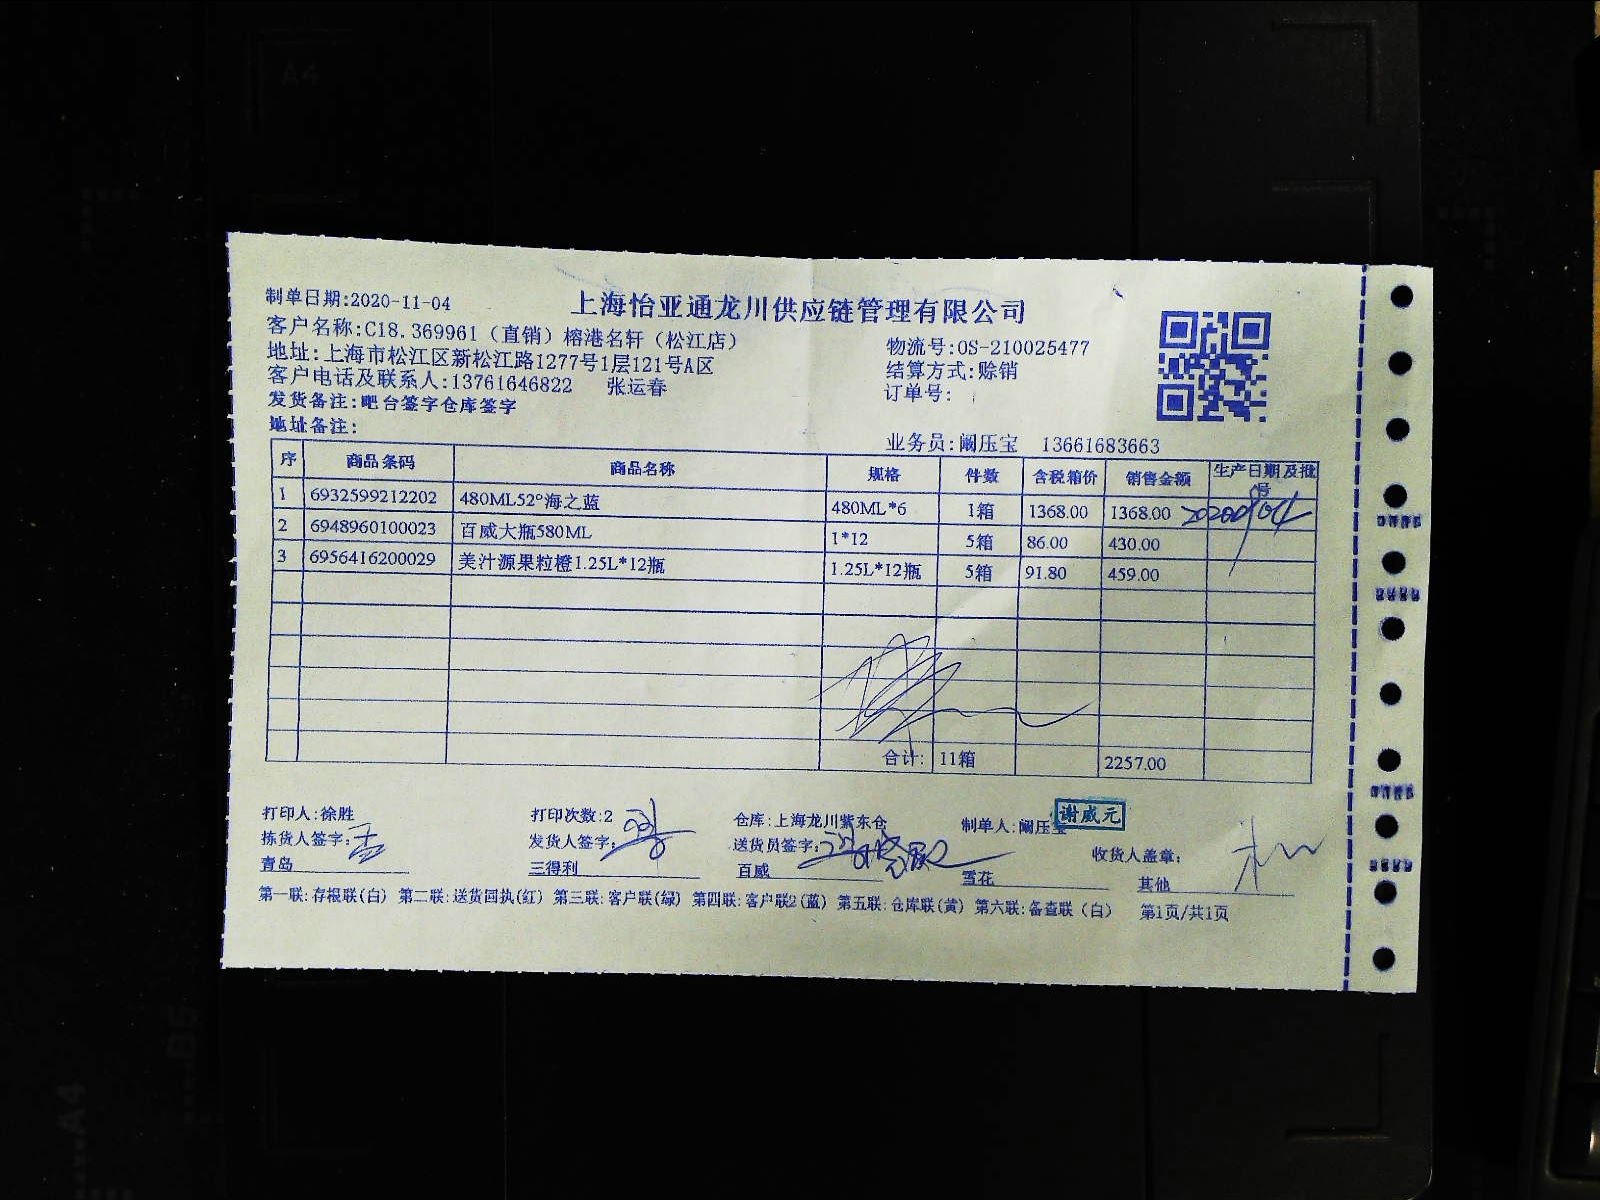 制单日期:2020-11-04
上海怡亚通龙川供应链管理有限公司
客户名称:C18.369961（直销）榕港名轩（松江店）
物流号:OS-210025477
地址:上海市松江区新松江路1277号1层121号A区
结算方式:赊销
客户电话及联系人:13761646822 张运春
订单号:
发货备注:吧台签字仓库签字
地址备注:
业务员:阚压宝 13661683663
序 商品条码 商品名称 规格 件数 含税箱价 销售金额 生产日期及批号
1 6932599212202 480ML52°海之蓝 480ML*6 1箱 1368.00 1368.00
2 6948960100023 百威大瓶580ML 1*12 5箱 86.00 430.00
3 6956416200029 美汁源果粒橙1.25L*12瓶 1.25L*12瓶 5箱 91.80 459.00
合计: 11箱 2257.00
打印人:徐胜 打印次数:2 仓库:上海龙川紫东仓 制单人:阚压宝 谢威元
拣货人签字: 发货人签字: 送货员签字: 收货人盖章:
青岛 三得利 百威 雪花 其他
第一联:存根联(白) 第二联:送货回执(红) 第三联:客户联(绿) 第四联:客户联2(蓝) 第五联:仓库联(黄) 第六联:备查联（白） 第1页/共1页